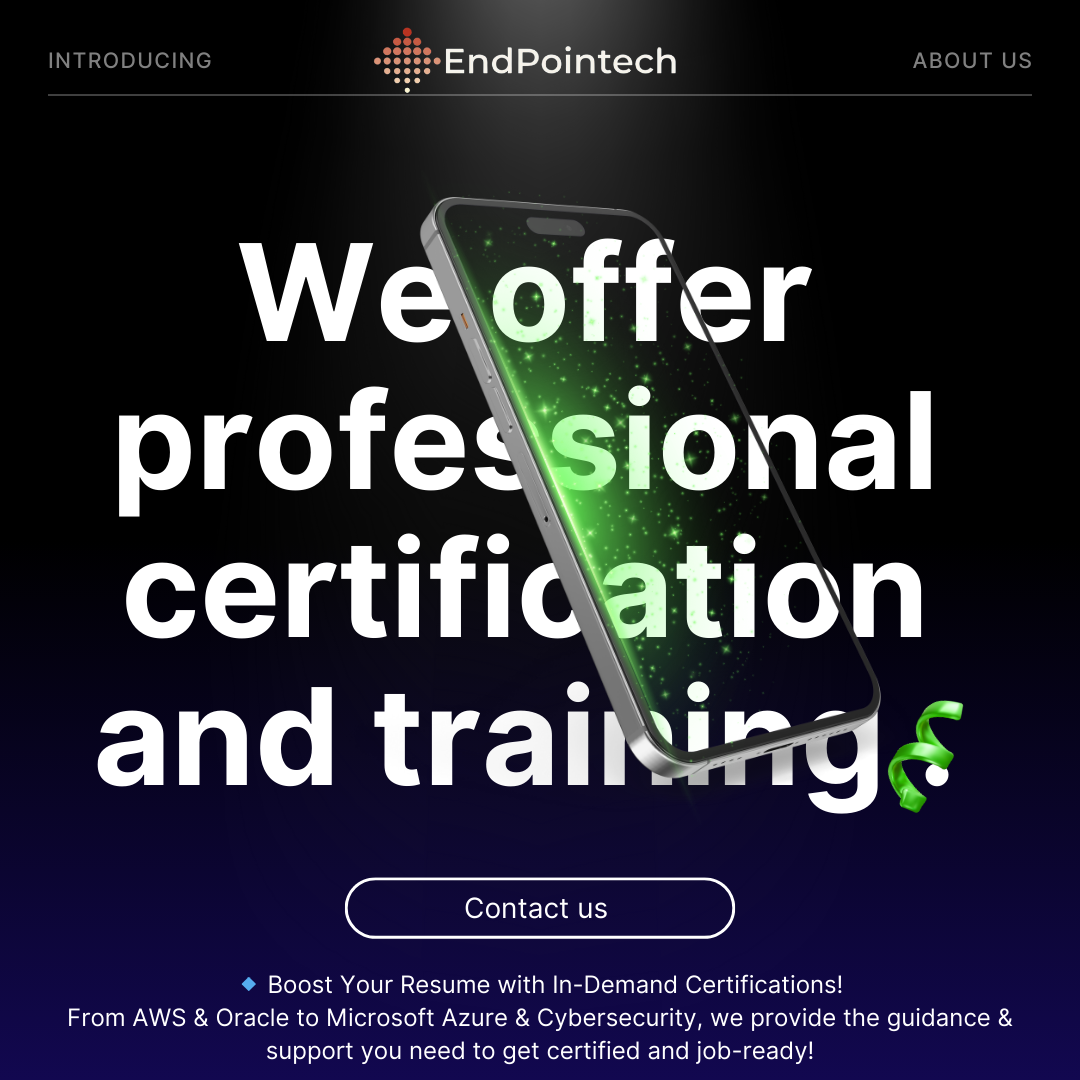 INTRODUCING
EndPointech
ABOUT US
We offer
professional
certification
and training.
Contact us
🔹 Boost Your Resume with In-Demand Certifications!
From AWS & Oracle to Microsoft Azure & Cybersecurity, we provide the guidance &
support you need to get certified and job-ready!